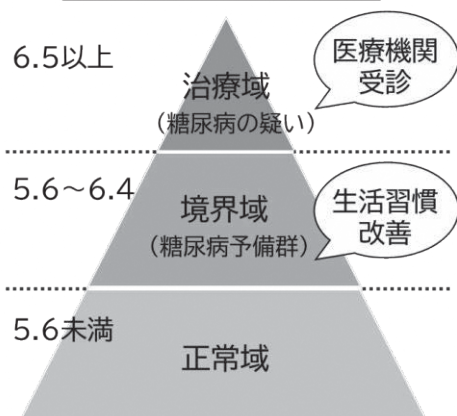 6.5以上
治療域
（糖尿病の疑い）
医療機関
受診
5.6～6.4
境界域
（糖尿病予備群）
生活習慣
改善
5.6未満
正常域